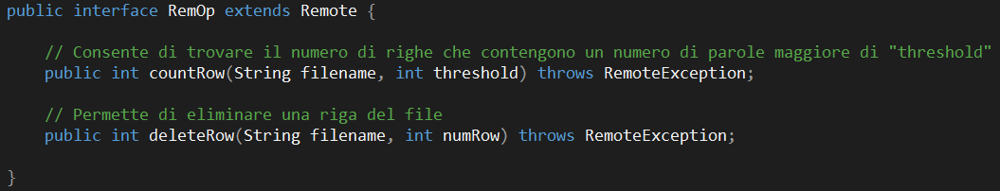 public interface RemOp extends Remote {
// Consente di trovare il numero di righe che contengono un numero di parole maggiore di "threshold"
public int countRow(String filename, int threshold) throws RemoteException;
// Permette di eliminare una riga del file
public int deleteRow(String filename, int numRow) throws RemoteException;
}